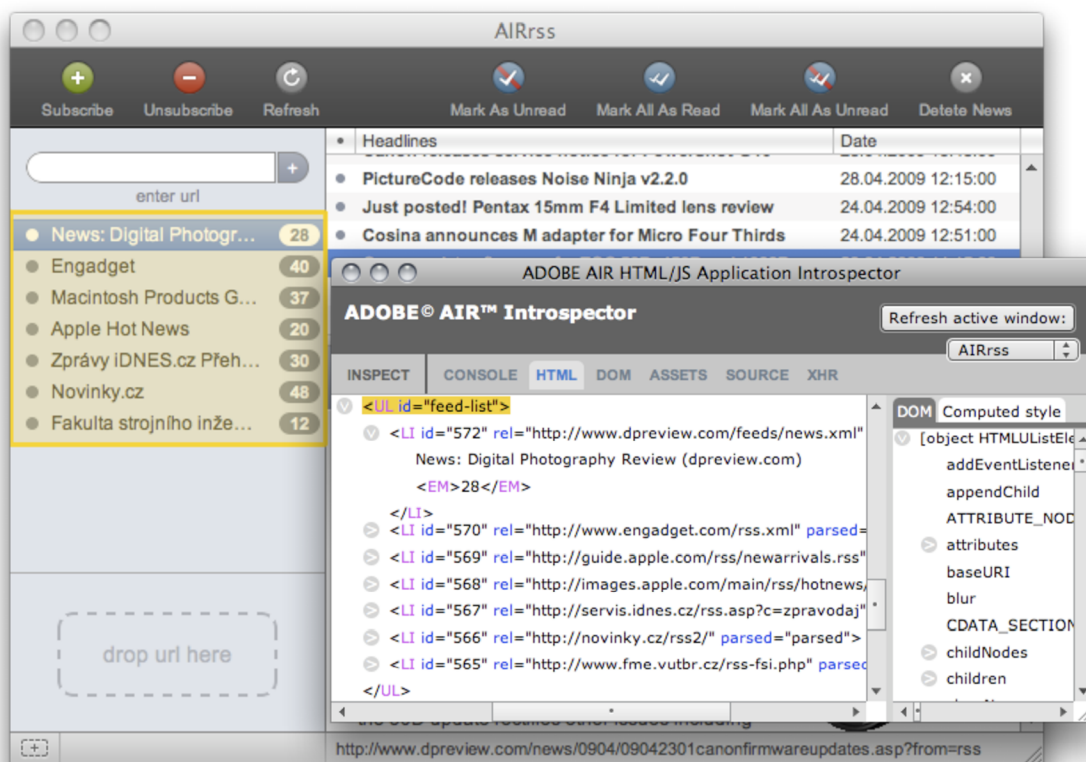 AIRrss
Subscribe Unsubscribe Refresh Mark As Unread Mark All As Read Mark All As Unread Detete News
Headlines Date
+
enter url
PictureCode releases Noise Ninja v2.2.0 28.04.2009 12:15:00
Just posted! Pentax 15mm F4 Limited lens review 24.04.2009 12:54:00
Cosina announces M adapter for Micro Four Thirds 24.04.2009 12:51:00
News: Digital Photogr... 28
Engadget 40
Macintosh Products G... 37
Apple Hot News 20
Zprávy iDNES.cz Přeh... 30
Novinky.cz 48
Fakulta strojního inže... 12
drop url here
ADOBE AIR HTML/JS Application Introspector
ADOBE© AIR™ Introspector
Refresh active window:
AIRrss
INSPECT CONSOLE HTML DOM ASSETS SOURCE XHR
<UL id="feed-list">
<LI id="572" rel="http://www.dpreview.com/feeds/news.xml"
News: Digital Photography Review (dpreview.com)
<EM>28</EM>
</LI>
<LI id="570" rel="http://www.engadget.com/rss.xml" parsed=
<LI id="569" rel="http://guide.apple.com/rss/newarrivals.rss"
<LI id="568" rel="http://images.apple.com/main/rss/hotnews/
<LI id="567" rel="http://servis.idnes.cz/rss.asp?c=zpravodaj"
<LI id="566" rel="http://novinky.cz/rss2/" parsed="parsed">
<LI id="565" rel="http://www.fme.vutbr.cz/rss-fsi.php" parsed
</UL>
DOM Computed style
[object HTMLUListEle
addEventListener
appendChild
ATTRIBUTE_NOD
attributes
baseURI
blur
CDATA_SECTION
childNodes
children
http://www.dpreview.com/news/0904/09042301canonfirmwareupdates.asp?from=rss